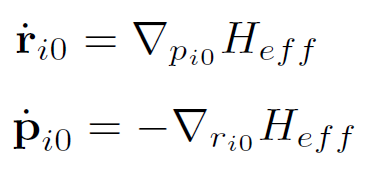 ṙ_{i0} = ∇_{p_{i0}} H_{eff}
ṗ_{i0} = −∇_{r_{i0}} H_{eff}